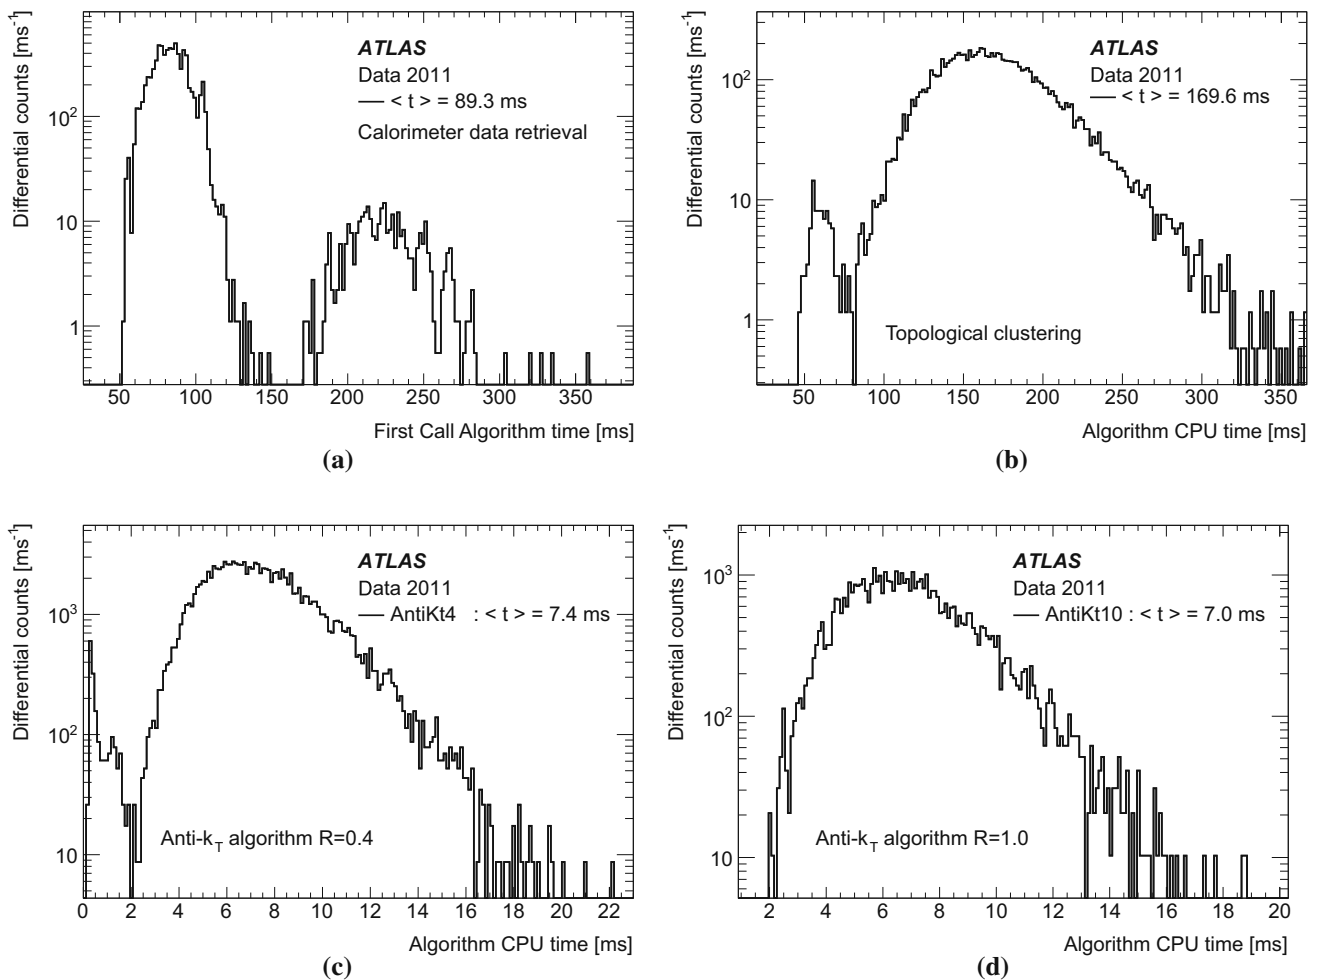 Differential counts [ms-1]
10²
10
1
ATLAS
Data 2011
< t > = 89.3 ms
Calorimeter data retrieval
50 100 150 200 250 300 350
First Call Algorithm time [ms]
(a)
Differential counts [ms-1]
10²
10
1
ATLAS
Data 2011
< t > = 169.6 ms
Topological clustering
50 100 150 200 250 300 350
Algorithm CPU time [ms]
(b)
Differential counts [ms-1]
10³
10²
10
ATLAS
Data 2011
AntiKt4 : < t > = 7.4 ms
Anti-kT algorithm R=0.4
0 2 4 6 8 10 12 14 16 18 20 22
Algorithm CPU time [ms]
(c)
Differential counts [ms-1]
10³
10²
10
ATLAS
Data 2011
AntiKt10 : < t > = 7.0 ms
Anti-kT algorithm R=1.0
2 4 6 8 10 12 14 16 18 20
Algorithm CPU time [ms]
(d)